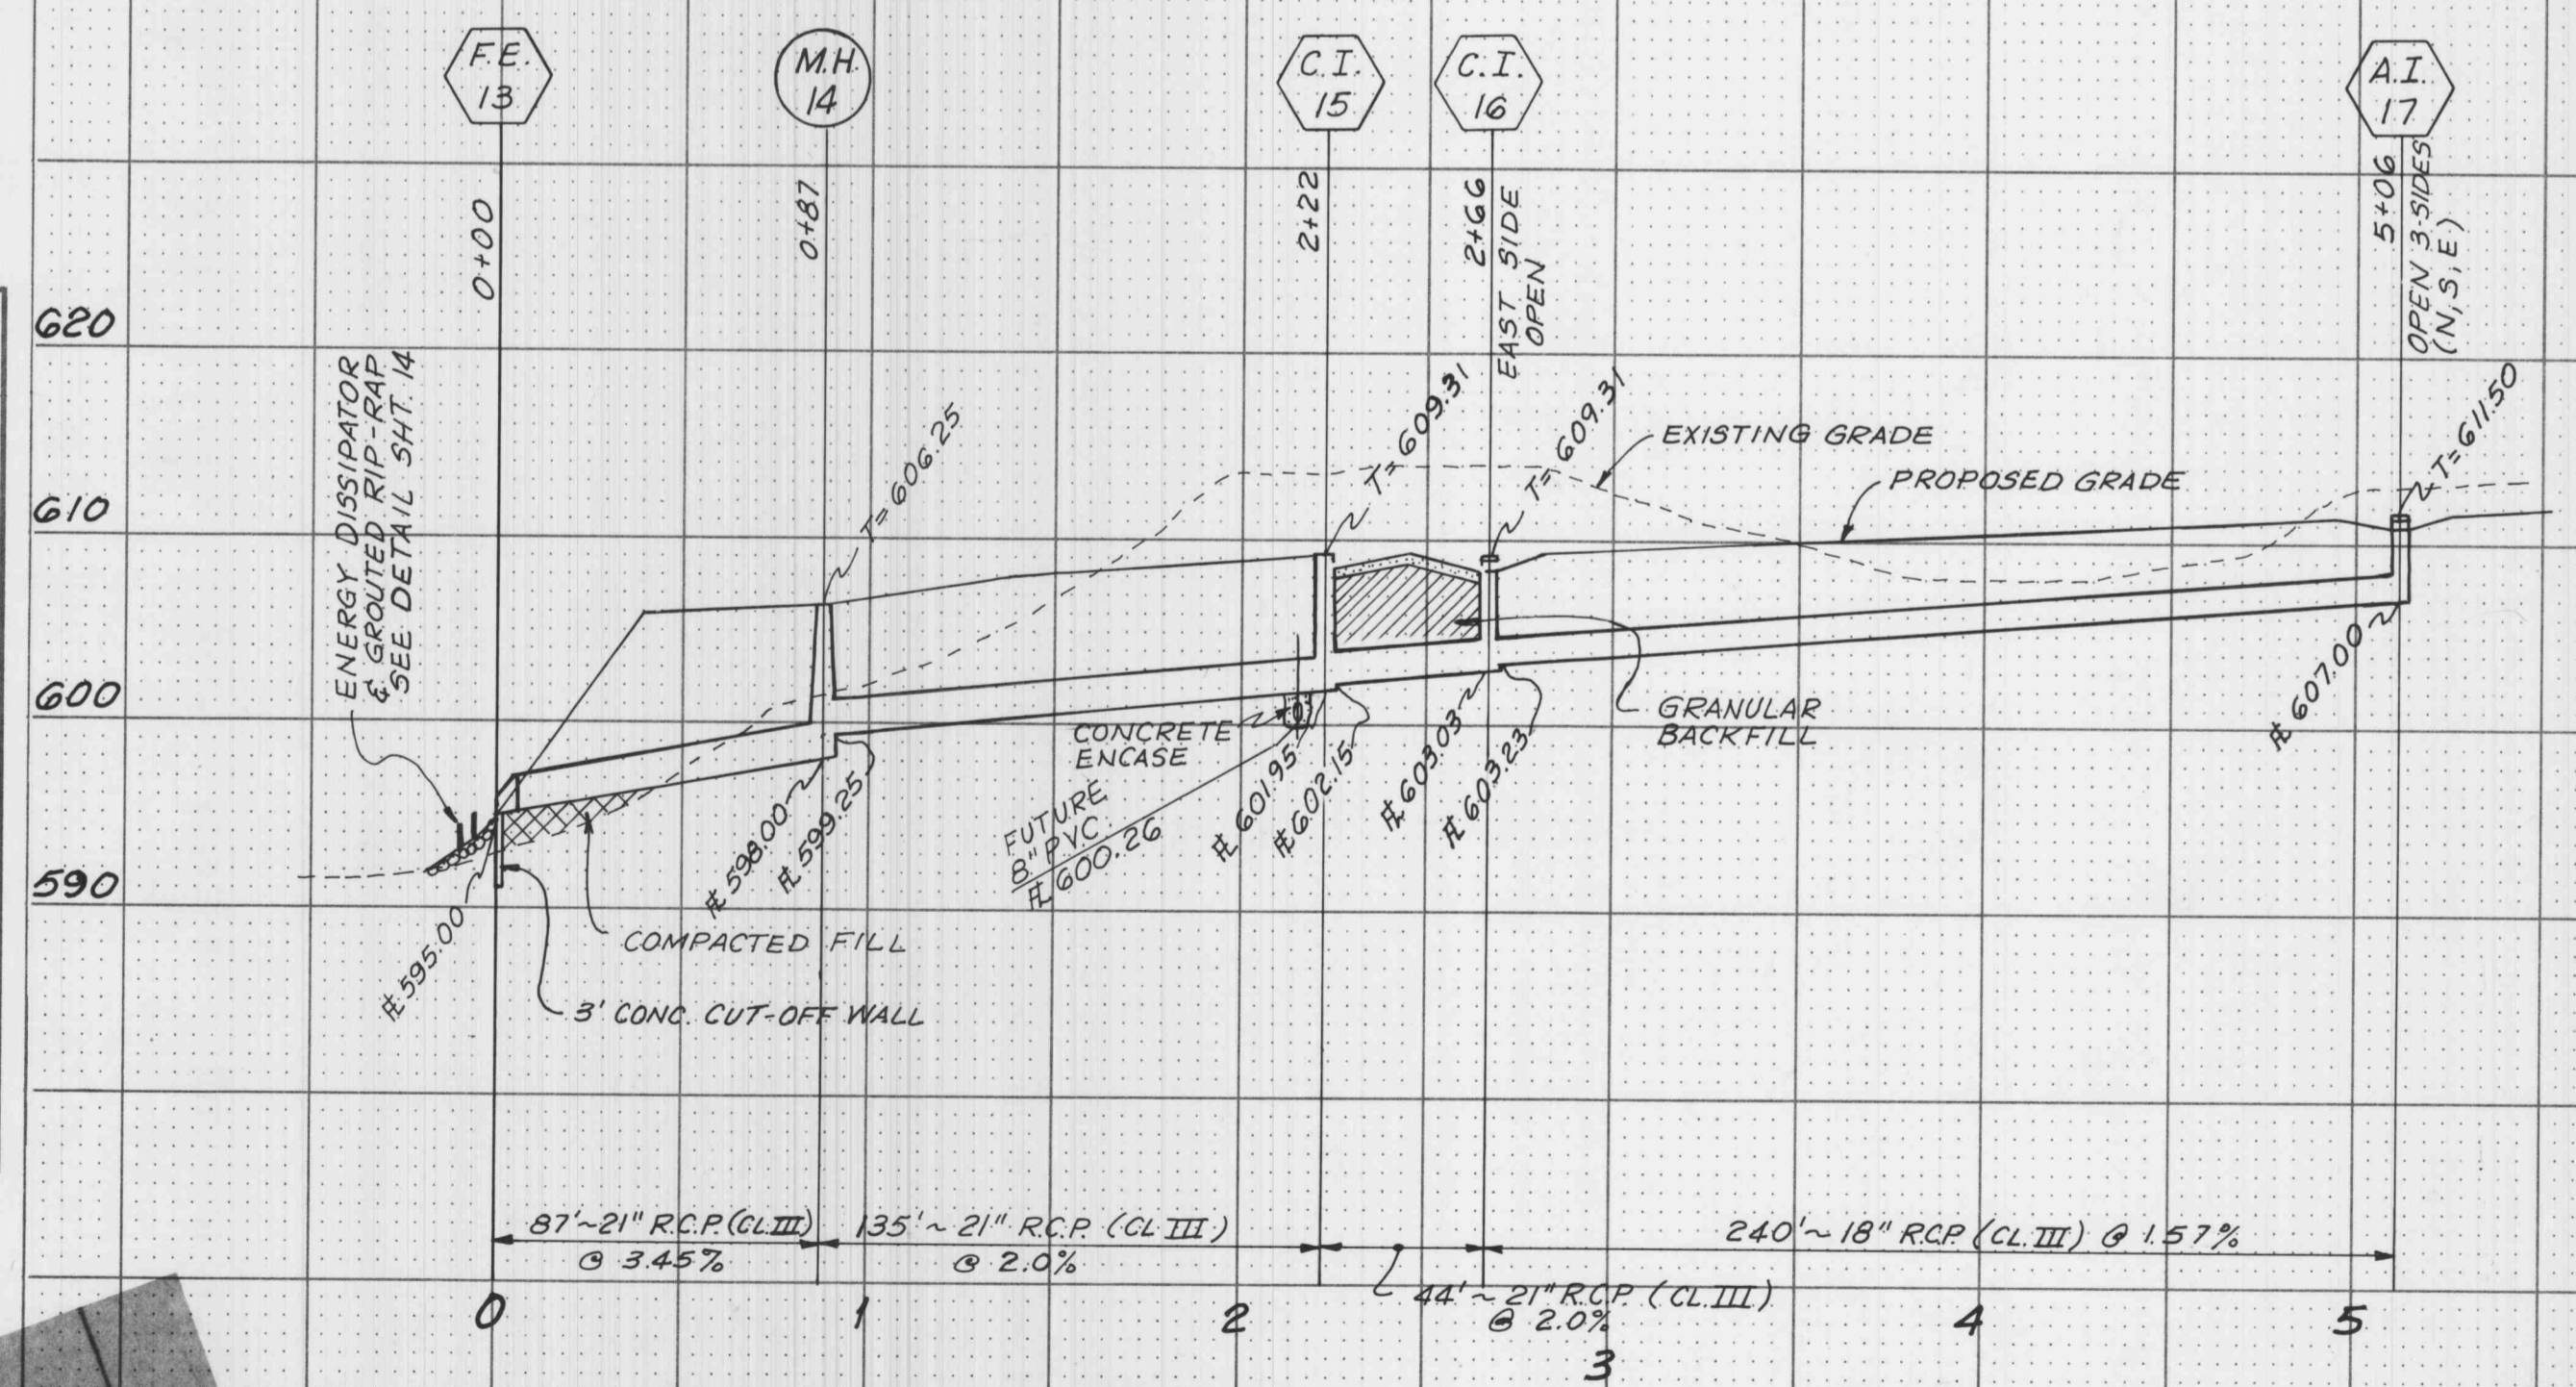 F.E.
13
M.H.
14
C.I.
15
C.I.
16
A.I.
17
0+00
0+87
2+22
2+66
EAST SIDE
OPEN
5+06
OPEN 3-SIDES
(N,S,E)
620
610
600
590
ENERGY DISSIPATOR
& GROUTED RIP-RAP
SEE DETAIL SHT. 14
T=606.25
T=609.31
T=609.31
T=611.50
EXISTING GRADE
PROPOSED GRADE
CONCRETE
ENCASE
GRANULAR
BACKFILL
FUTURE
8" P.V.C.
FL 600.26
FL 595.00
FL 598.00
FL 599.25
FL 601.95
FL 602.15
FL 603.03
FL 603.23
FL 607.00
COMPACTED FILL
3' CONC. CUT-OFF WALL
87'~21" R.C.P. (CL.III)
@ 3.45%
135'~21" R.C.P. (CL III)
@ 2.0%
44'~21" R.C.P. (CL.III)
@ 2.0%
240'~18" R.C.P. (CL.III) @ 1.57%
0
1
2
3
4
5